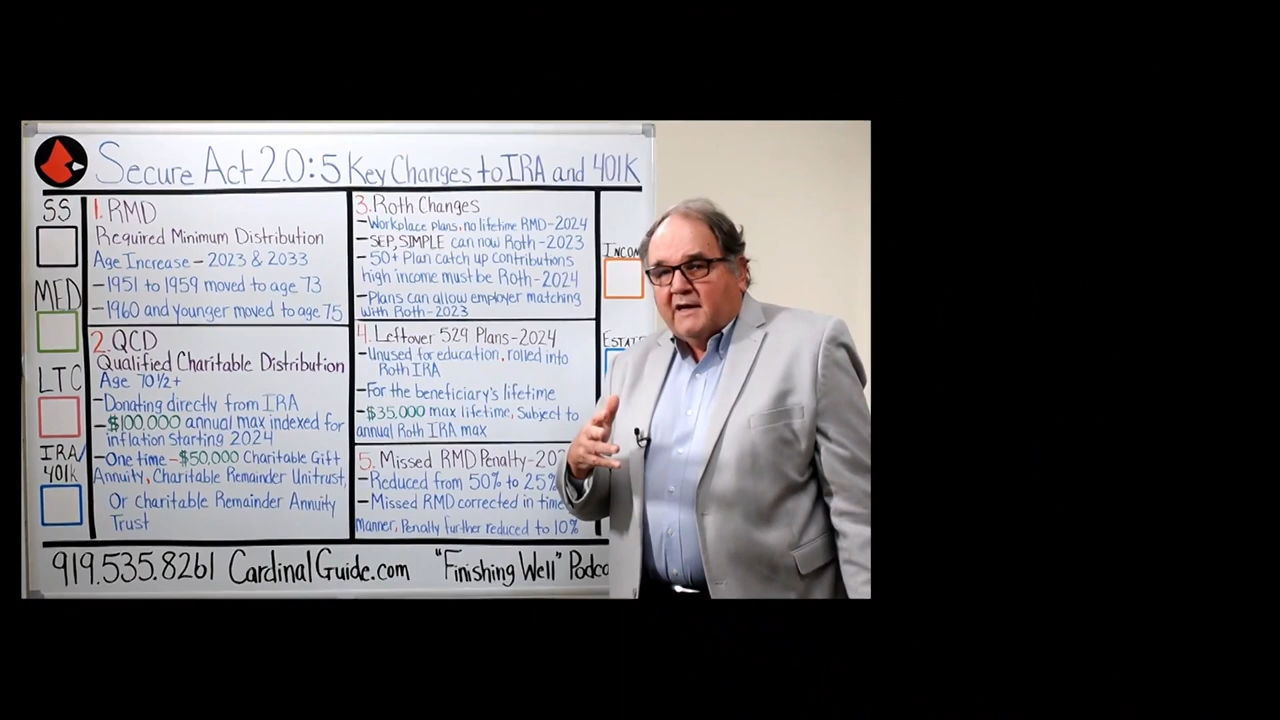 Secure Act 2.0: 5 Key Changes to IRA and 401K
SS
MED
LTC
IRA/
401K
1. RMD
Required Minimum Distribution
Age Increase – 2023 & 2033
–1951 to 1959 moved to age 73
–1960 and younger moved to age 75
2. QCD
Qualified Charitable Distribution
Age 70½+
–Donating directly from IRA
–$100,000 annual max indexed for
inflation starting 2024
–One time –$50,000 Charitable Gift
Annuity, Charitable Remainder Unitrust,
Or Charitable Remainder Annuity
Trust
3. Roth Changes
–Workplace plans, no lifetime RMD–2024
–SEP, SIMPLE can now Roth–2023
–50+ Plan catch up contributions
high income must be Roth–2024
–Plans can allow employer matching
with Roth–2023
4. Leftover 529 Plans–2024
–Unused for education, rolled into
Roth IRA
–For the beneficiary's lifetime
–$35,000 max lifetime, Subject to
annual Roth IRA max
5. Missed RMD Penalty–202
–Reduced from 50% to 25%
–Missed RMD corrected in time
manner, Penalty further reduced to 10%
INCOM
ESTAT
919.535.8261 CardinalGuide.com "Finishing Well" Podca